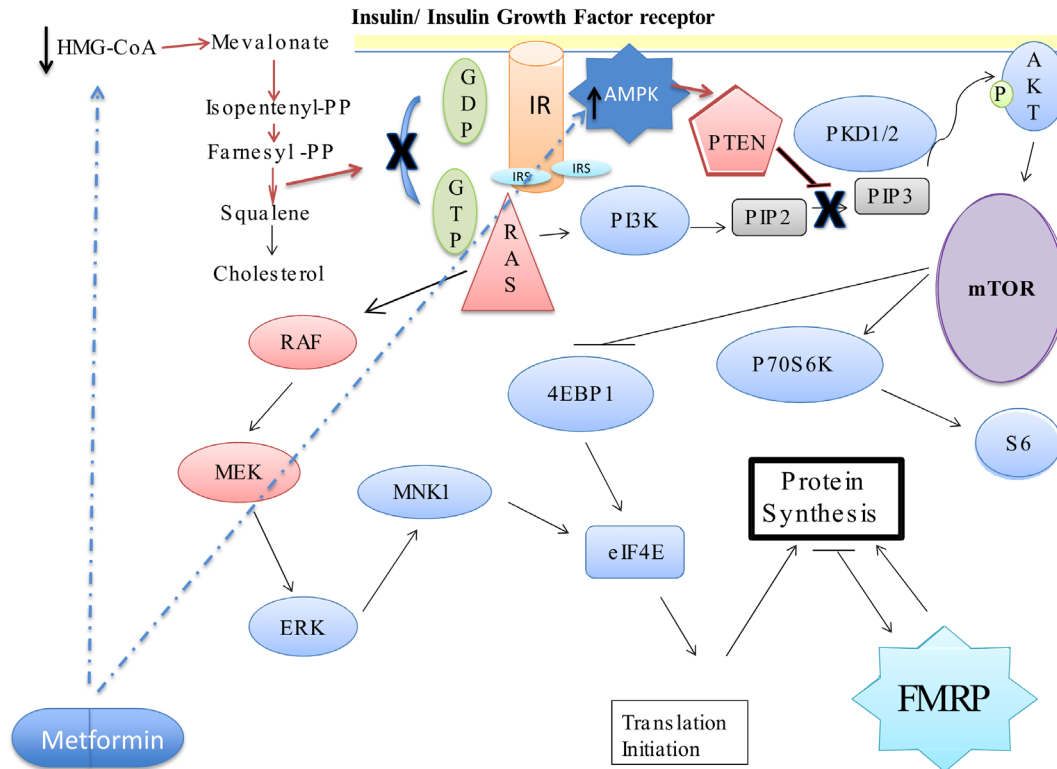 Insulin/ Insulin Growth Factor receptor
HMG-CoA
Mevalonate
Isopentenyl-PP
Farnesyl -PP
Squalene
Cholesterol
X
G
D
P
G
T
P
IR
IRS
IRS
AMPK
PTEN
PKD1/2
A
K
T
P
R
A
S
PI3K
PIP2
X
PIP3
mTOR
RAF
4EBP1
P70S6K
S6
MEK
MNK1
eIF4E
Protein
Synthesis
ERK
FMRP
Translation
Initiation
Metformin